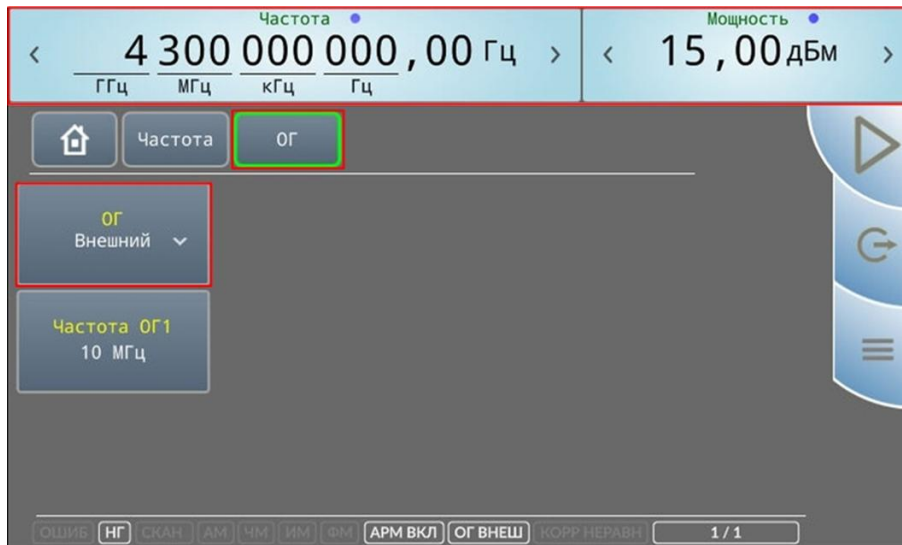 Частота
4 300 000 000,00 Гц
ГГц МГц кГц Гц
Мощность
15,00 дБм
Частота
ОГ
ОГ
Внешний
Частота ОГ1
10 МГц
ОШИБ НГ СКАН АМ ЧМ ИМ ФМ АРМ ВКЛ ОГ ВНЕШ КОРР НЕРАВН 1/1